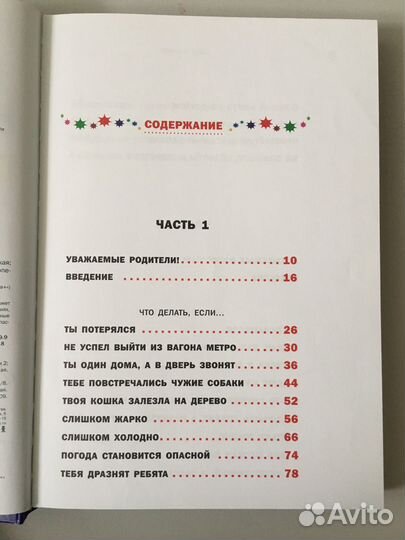 СОДЕРЖАНИЕ
ЧАСТЬ 1
УВАЖАЕМЫЕ РОДИТЕЛИ! 10
ВВЕДЕНИЕ 16
ЧТО ДЕЛАТЬ, ЕСЛИ...
ТЫ ПОТЕРЯЛСЯ 26
НЕ УСПЕЛ ВЫЙТИ ИЗ ВАГОНА МЕТРО 30
ТЫ ОДИН ДОМА, А В ДВЕРЬ ЗВОНЯТ 36
ТЕБЕ ПОВСТРЕЧАЛИСЬ ЧУЖИЕ СОБАКИ 44
ТВОЯ КОШКА ЗАЛЕЗЛА НА ДЕРЕВО 52
СЛИШКОМ ЖАРКО 56
СЛИШКОМ ХОЛОДНО 66
ПОГОДА СТАНОВИТСЯ ОПАСНОЙ 74
ТЕБЯ ДРАЗНЯТ РЕБЯТА 78
Avito